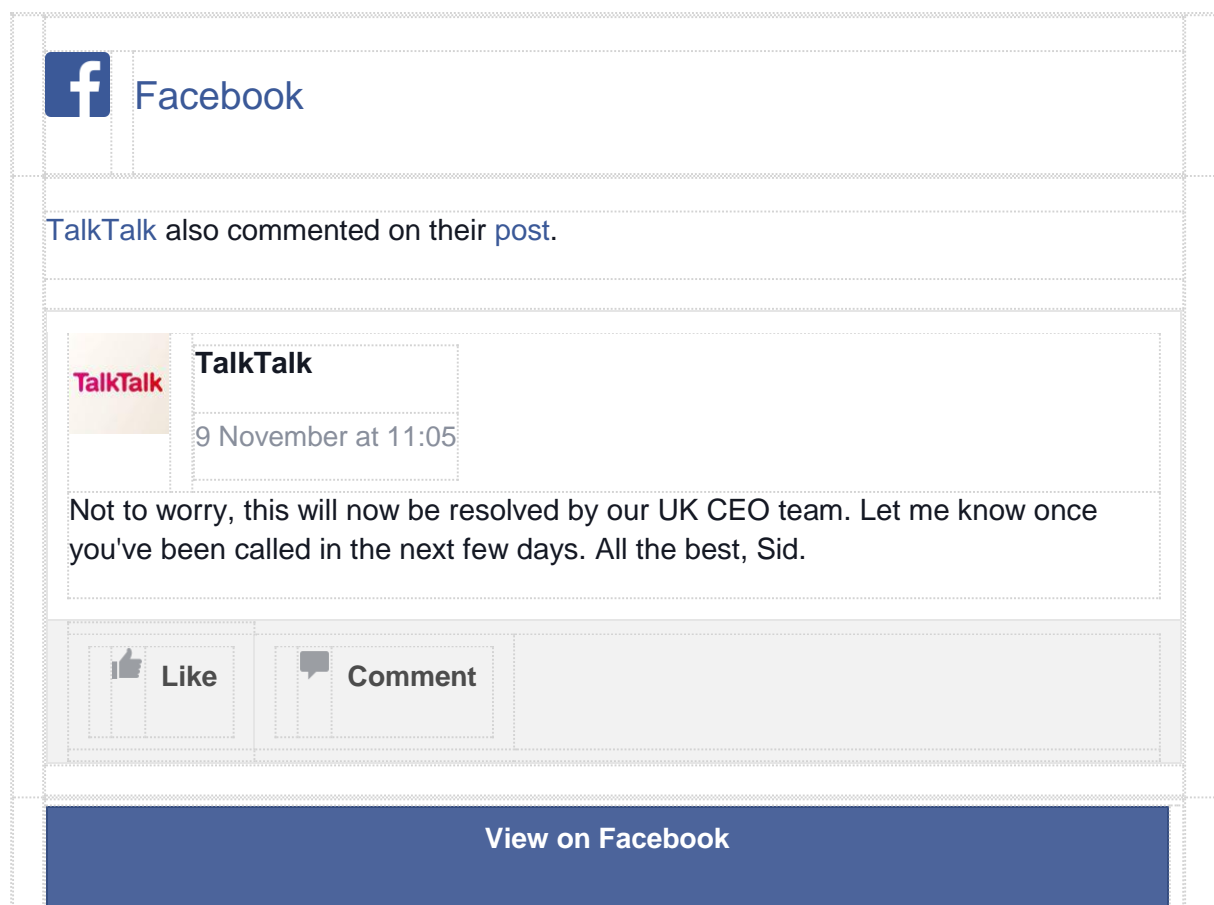 Facebook
TalkTalk also commented on their post.
TalkTalk
TalkTalk
9 November at 11:05
Not to worry, this will now be resolved by our UK CEO team. Let me know once
you've been called in the next few days. All the best, Sid.
Like
Comment
View on Facebook